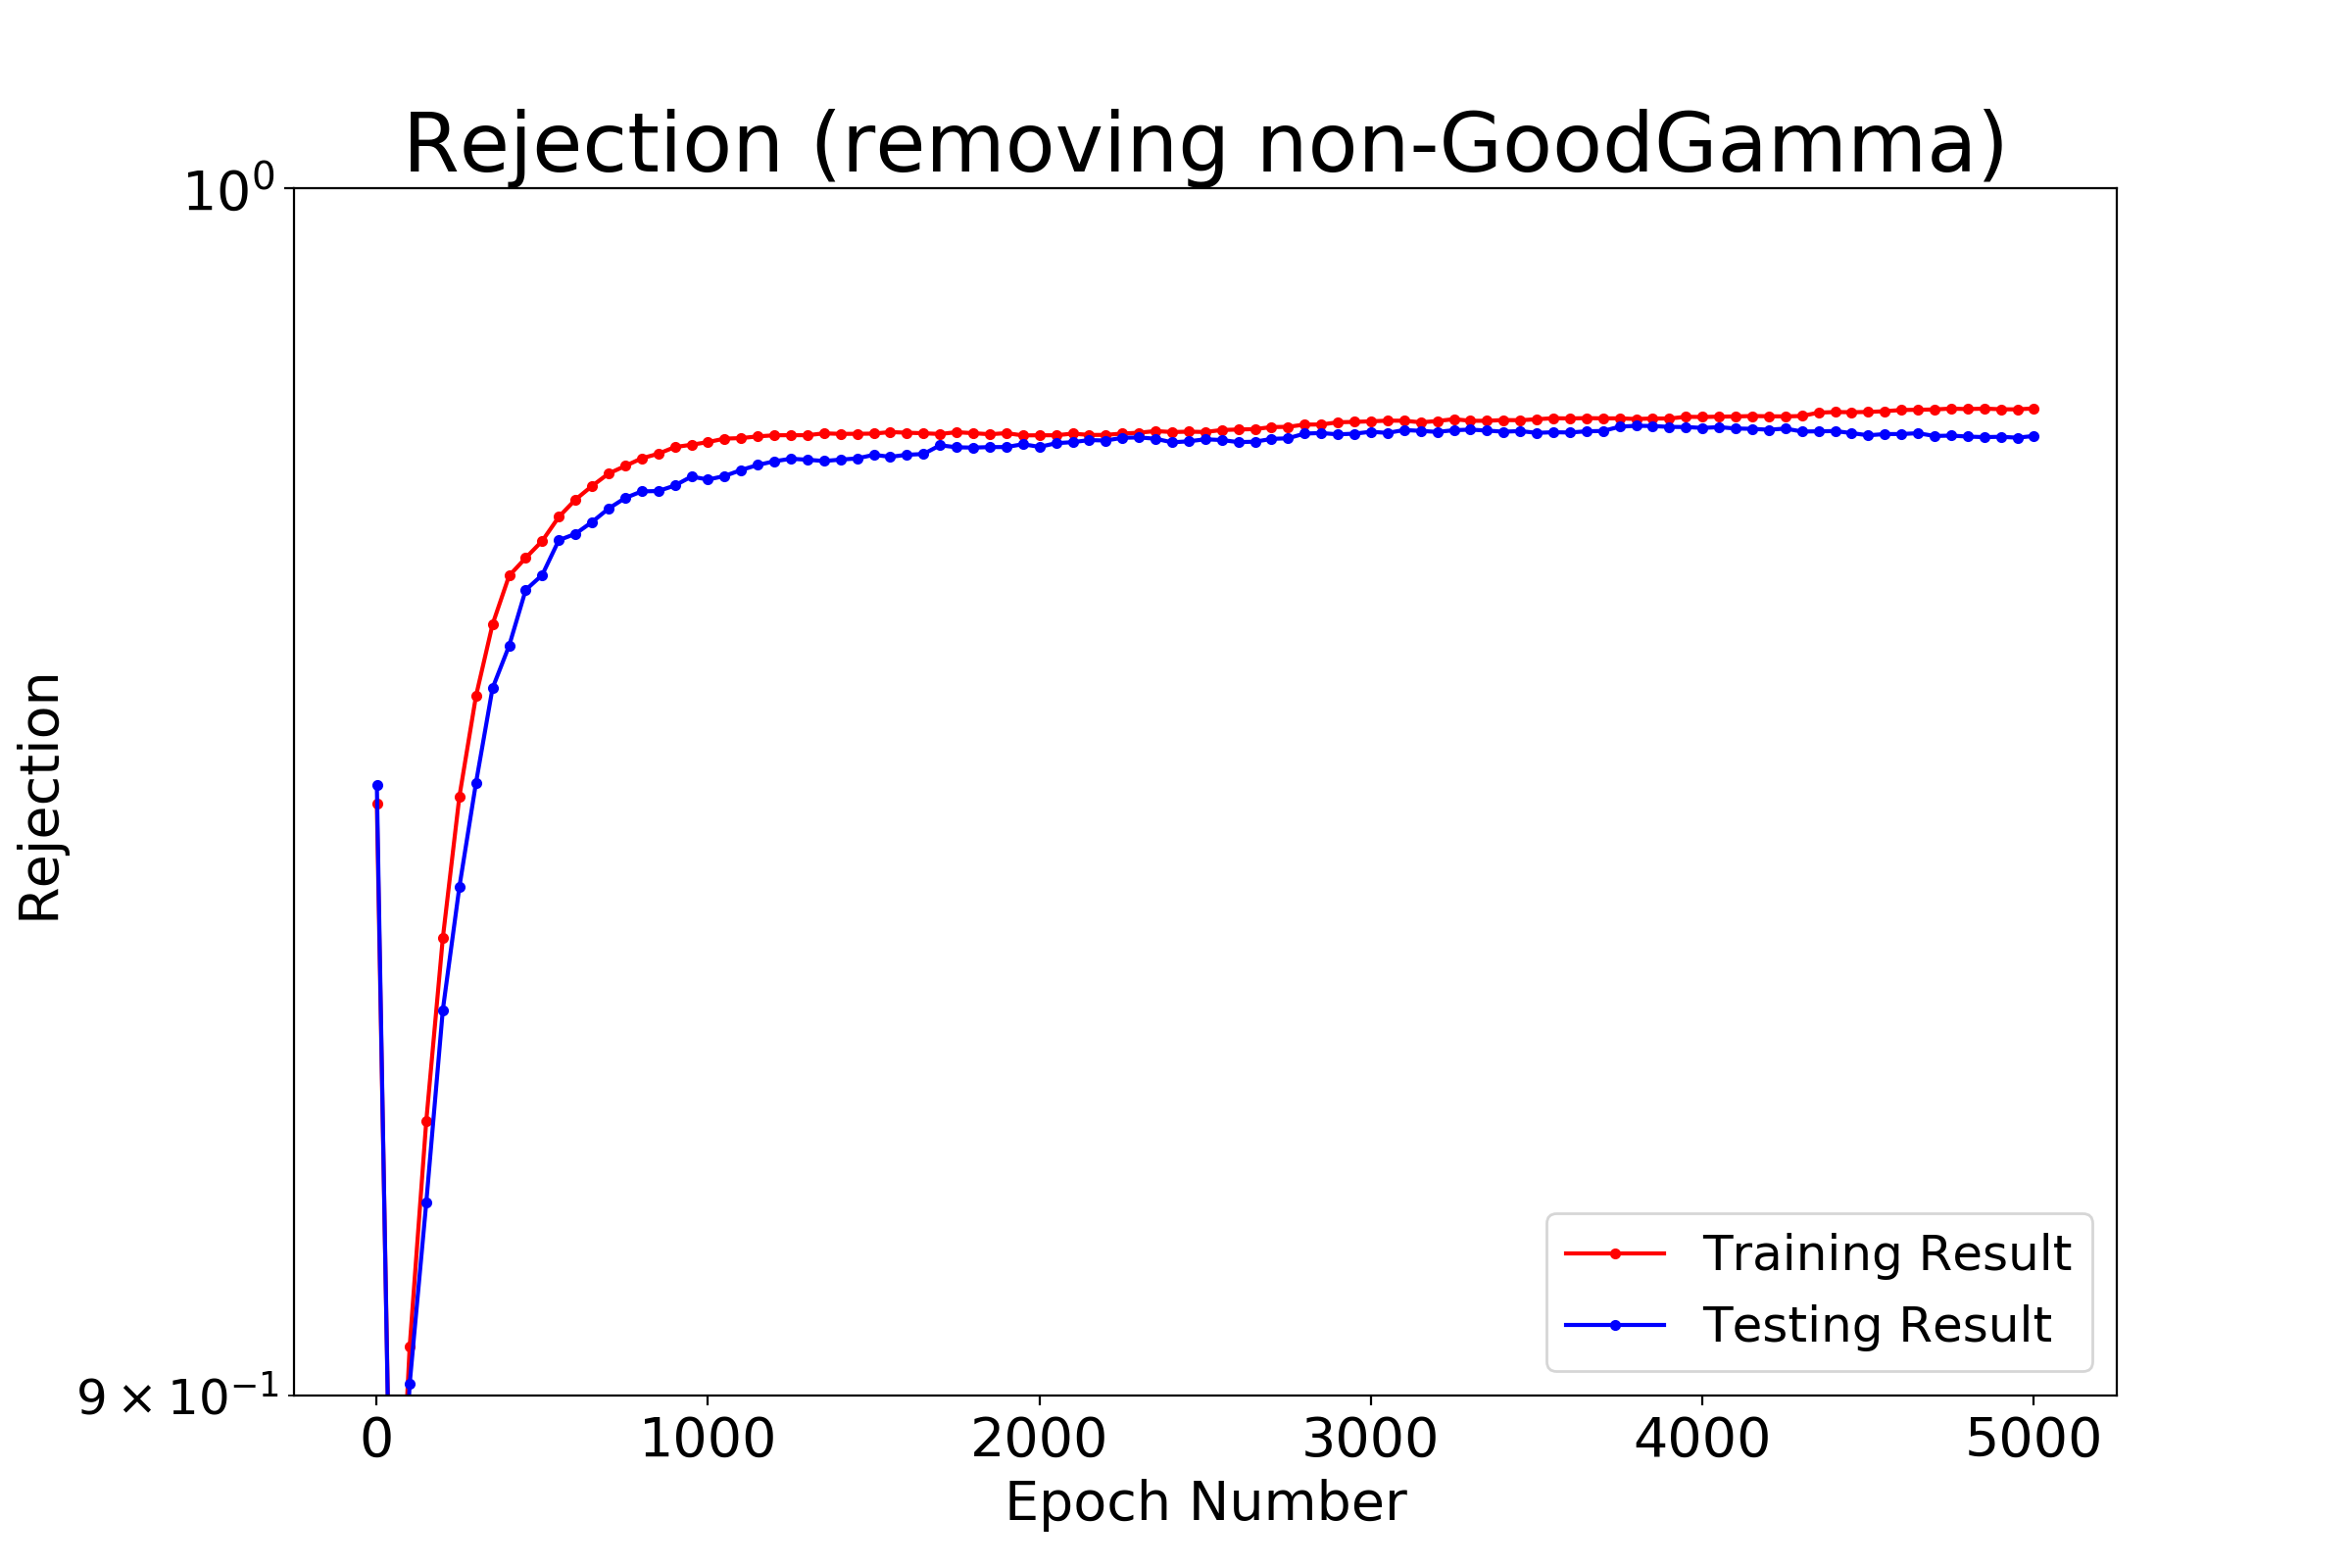 Rejection (removing non-GoodGamma)
10⁰
Rejection
9 × 10⁻¹
0 1000 2000 3000 4000 5000
Epoch Number
Training Result
Testing Result